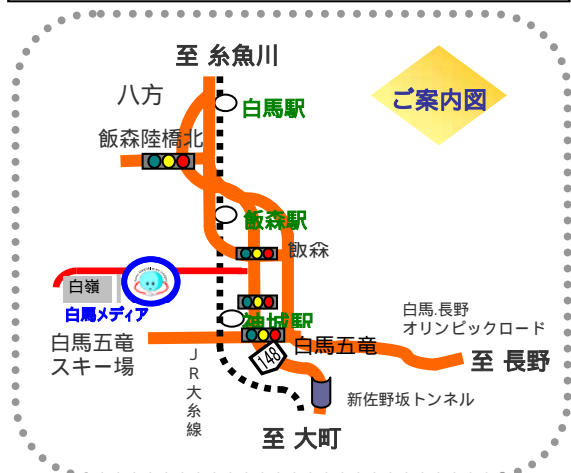 至 糸魚川
ご案内図
八方
白馬駅
飯森陸橋北
飯森駅
飯森
白嶺
白馬メディア
神城駅
白馬.長野
オリンピックロード
白馬五竜
スキー場
白馬五竜
至 長野
148
JR大糸線
新佐野坂トンネル
至 大町